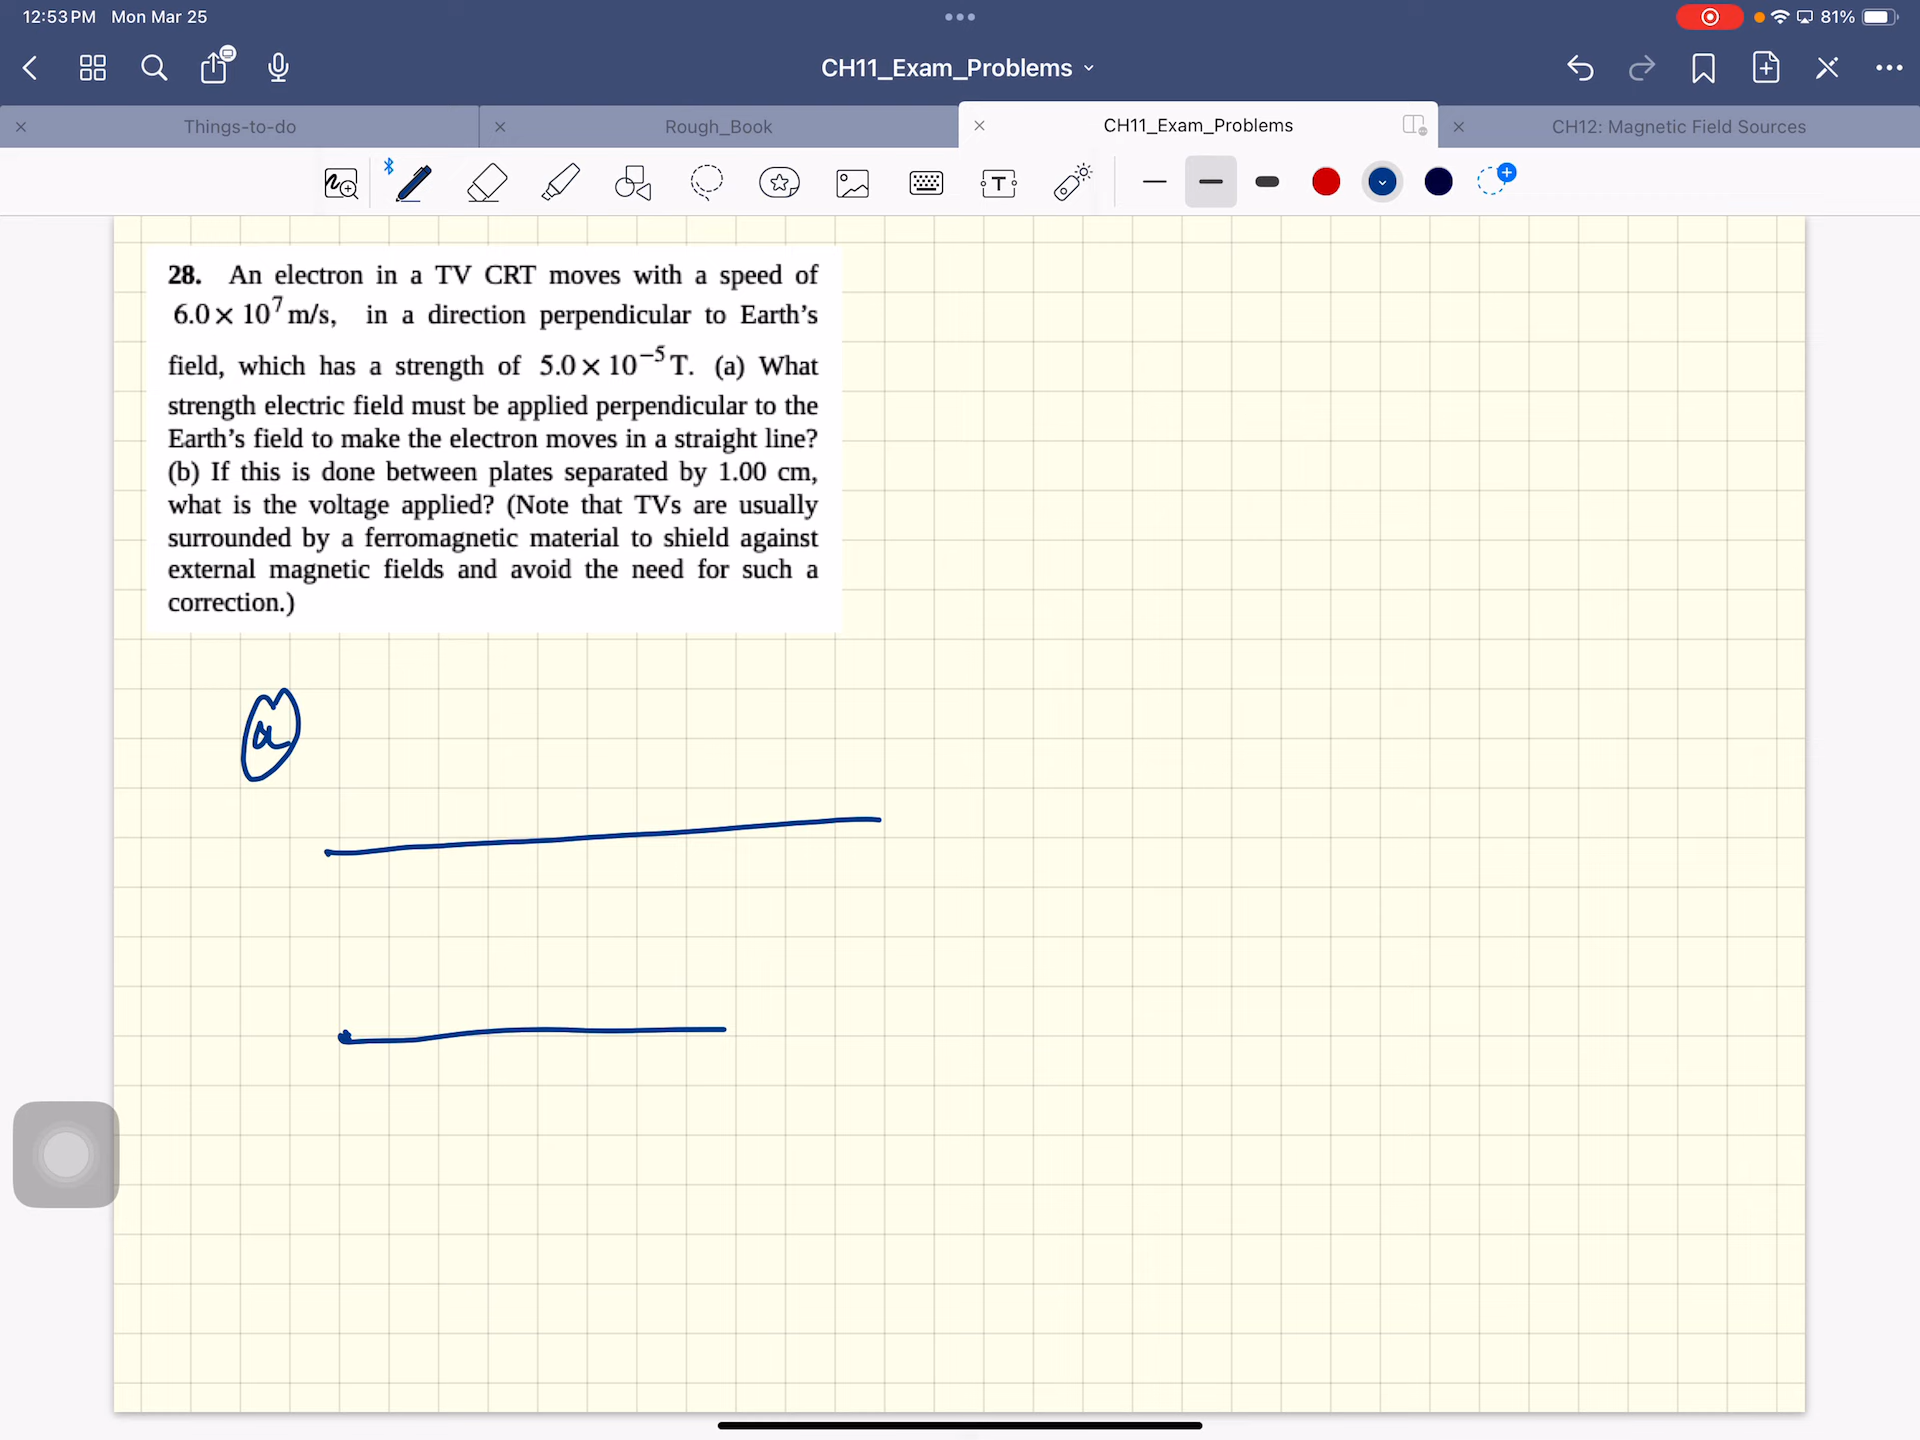 12:53 PM Mon Mar 25
81%
CH11_Exam_Problems
Things-to-do
Rough_Book
CH11_Exam_Problems
CH12: Magnetic Field Sources
T
28. An electron in a TV CRT moves with a speed of
6.0 × 10⁷ m/s, in a direction perpendicular to Earth’s
field, which has a strength of 5.0 × 10⁻⁵ T. (a) What
strength electric field must be applied perpendicular to the
Earth’s field to make the electron moves in a straight line?
(b) If this is done between plates separated by 1.00 cm,
what is the voltage applied? (Note that TVs are usually
surrounded by a ferromagnetic material to shield against
external magnetic fields and avoid the need for such a
correction.)
a